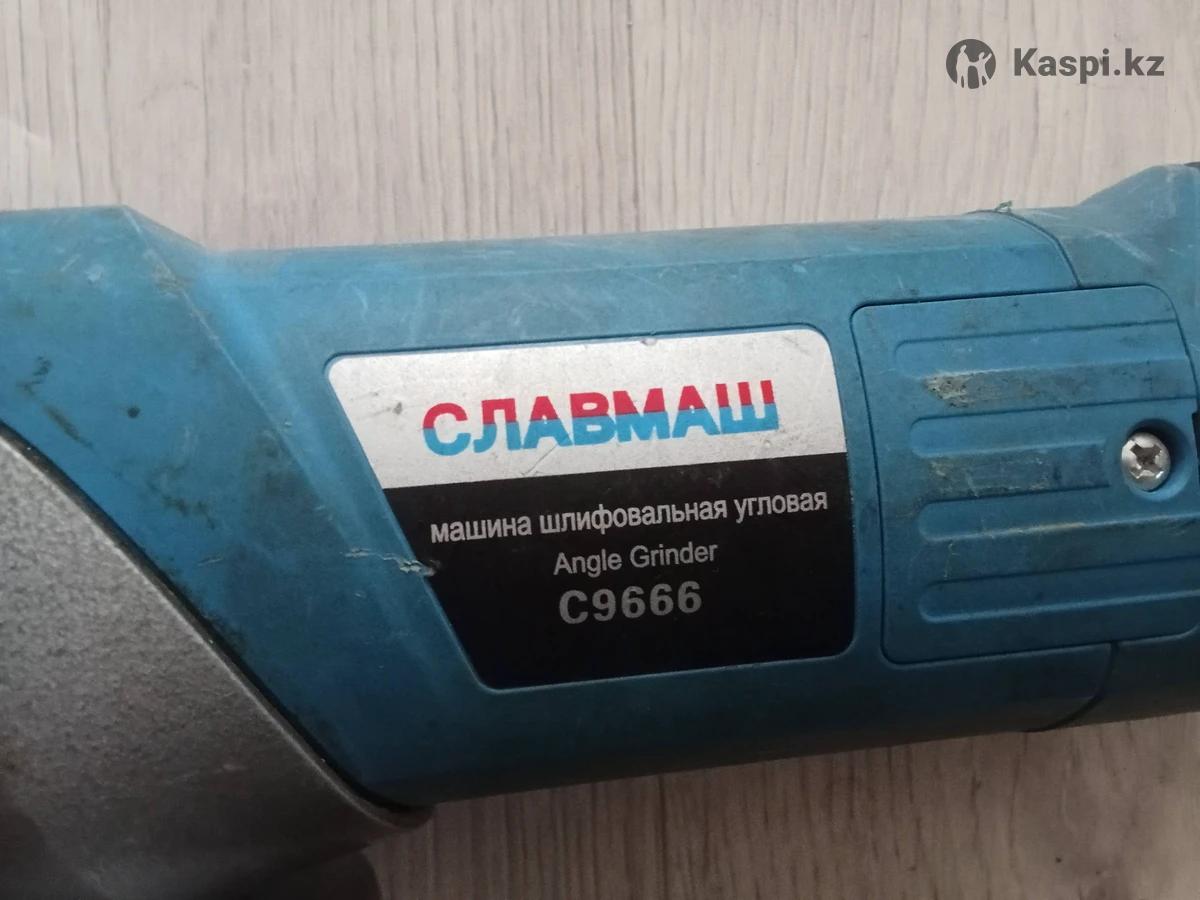 Kaspi.kz
СЛАВМАШ
машина шлифовальная угловая
Angle Grinder
C9666